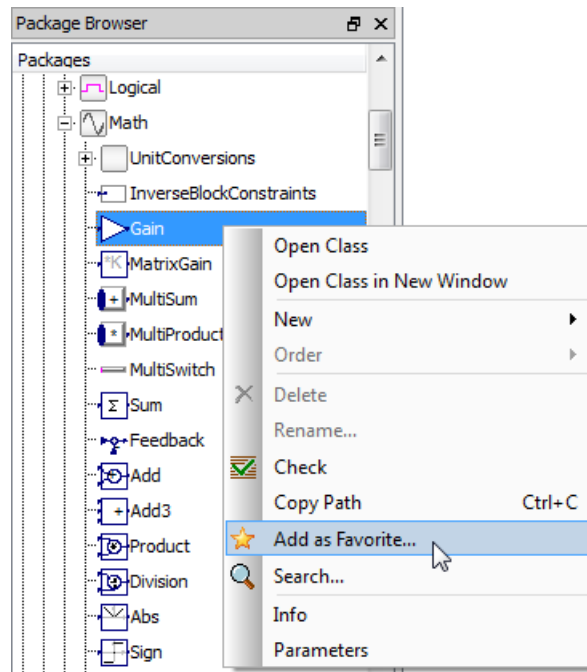 Package Browser
Packages
Logical
Math
UnitConversions
InverseBlockConstraints
Gain
*K MatrixGain
+ MultiSum
* MultiProduct
MultiSwitch
Σ Sum
Feedback
Add
+ Add3
Product
Division
Abs
Sign
Open Class
Open Class in New Window
New
Order
Delete
Rename...
Check
Copy Path Ctrl+C
Add as Favorite...
Search...
Info
Parameters